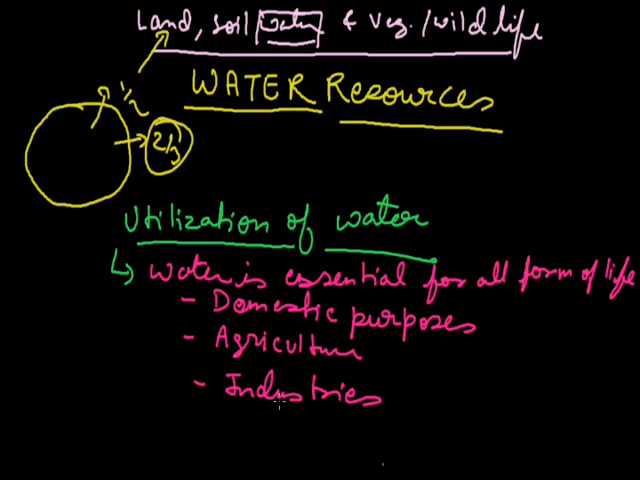 Land, soil, water & veg./wild life
WATER Resources
1/2
2/3
Utilization of water
↳ Water is essential for all form of life
- Domestic purposes
- Agriculture
- Industries